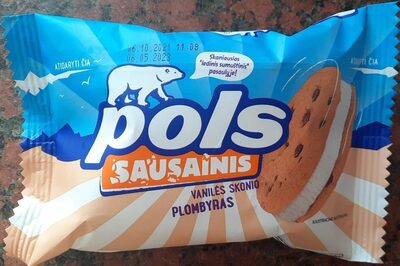 ATIDARYTI ČIA
06.10.2021 11:08
06.05.2023
Skaniausias
"ledinis sumuštinis"
pasaulyje!
ATIDARYTI ČIA
pols
SAUSAINIS
VANILĖS SKONIO
PLOMBYRAS